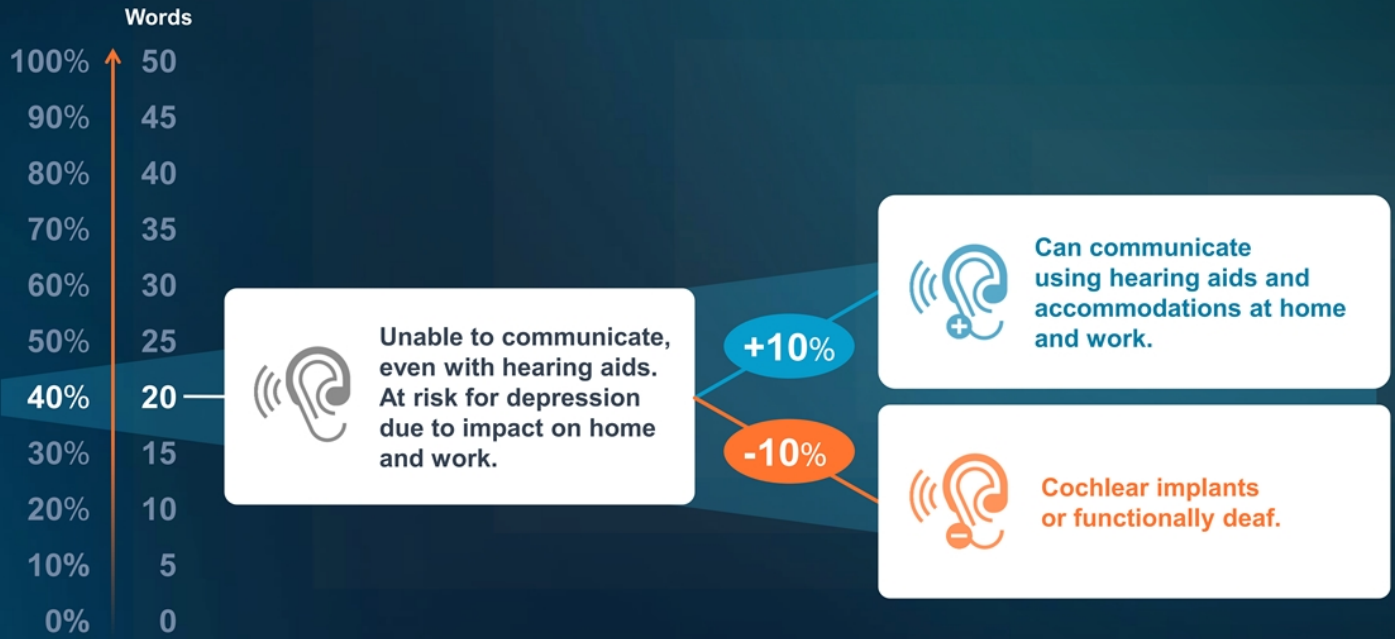 Words
100% 50
90% 45
80% 40
70% 35
60% 30
50% 25
40% 20
30% 15
20% 10
10% 5
0% 0
Unable to communicate,
even with hearing aids.
At risk for depression
due to impact on home
and work.
+10%
-10%
Can communicate
using hearing aids and
accommodations at home
and work.
Cochlear implants
or functionally deaf.